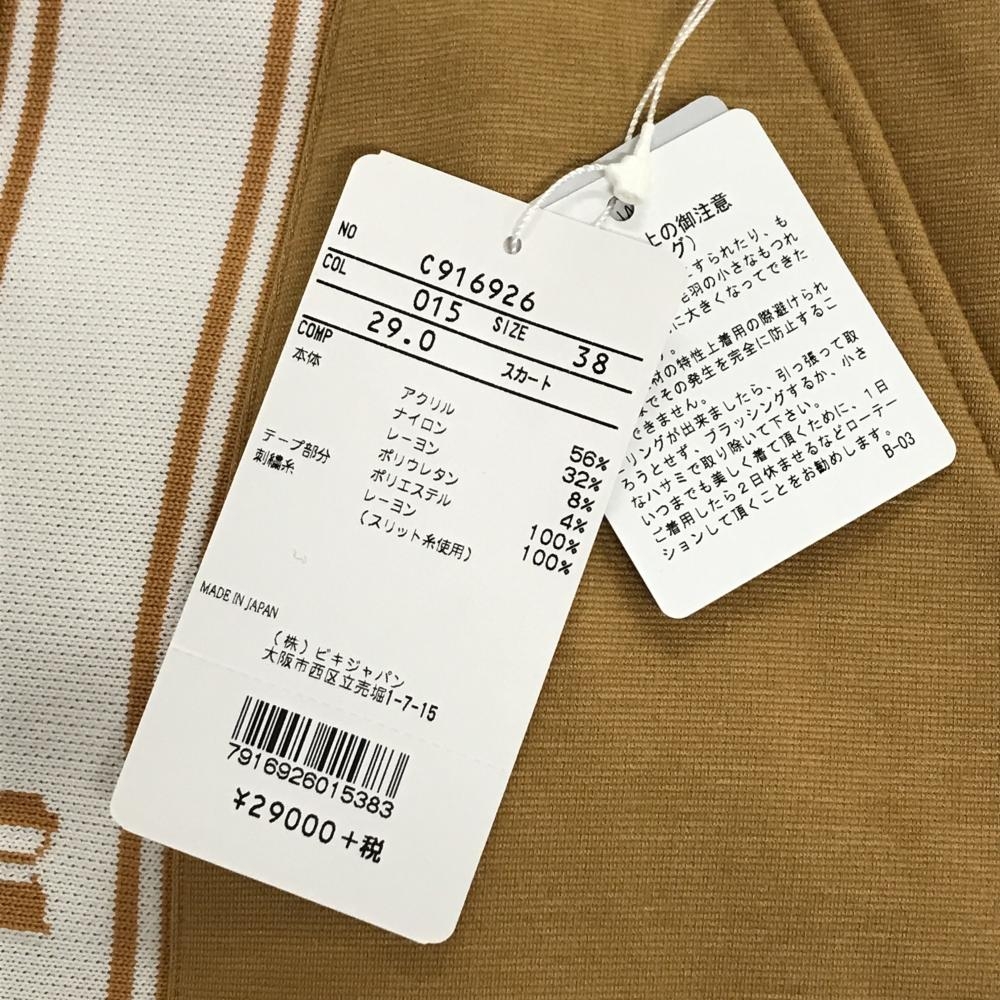 NO C916926
COL 015 SIZE 38
29.0 スカート
COMP
本体
アクリル 56%
ナイロン 32%
レーヨン 8%
ポリウレタン 4%
テープ部分 ポリエステル 100%
刺繍糸 レーヨン 100%
(スリット糸使用)
MADE IN JAPAN
(株)ビキジャパン
大阪市西区立売堀1-7-15
7916926015383
¥29000+税
上の御注意
グ)
すられたり、も
毛羽の小さなもつれ
に大きくなってできた
。
材の特性上着用の際避けられ
でその発生を完全に防止するこ
できません。
リングが出来ましたら、引っ張って取
ろうとせず、ブラッシングするか、小さ
なハサミで取り除いて下さい。
いつまでも美しく着て頂くために、1日
ご着用したら2日休ませるなどローテー
ションして頂くことをお勧めします。
B-03